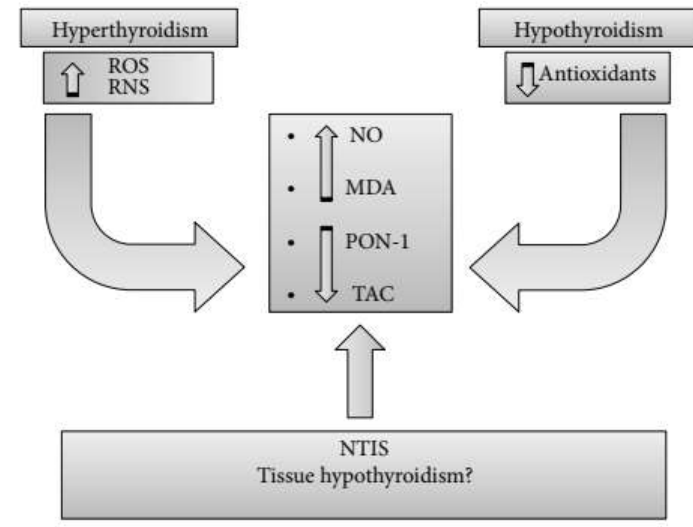 Hyperthyroidism
ROS
RNS
Hypothyroidism
Antioxidants
• NO
• MDA
• PON-1
• TAC
NTIS
Tissue hypothyroidism?